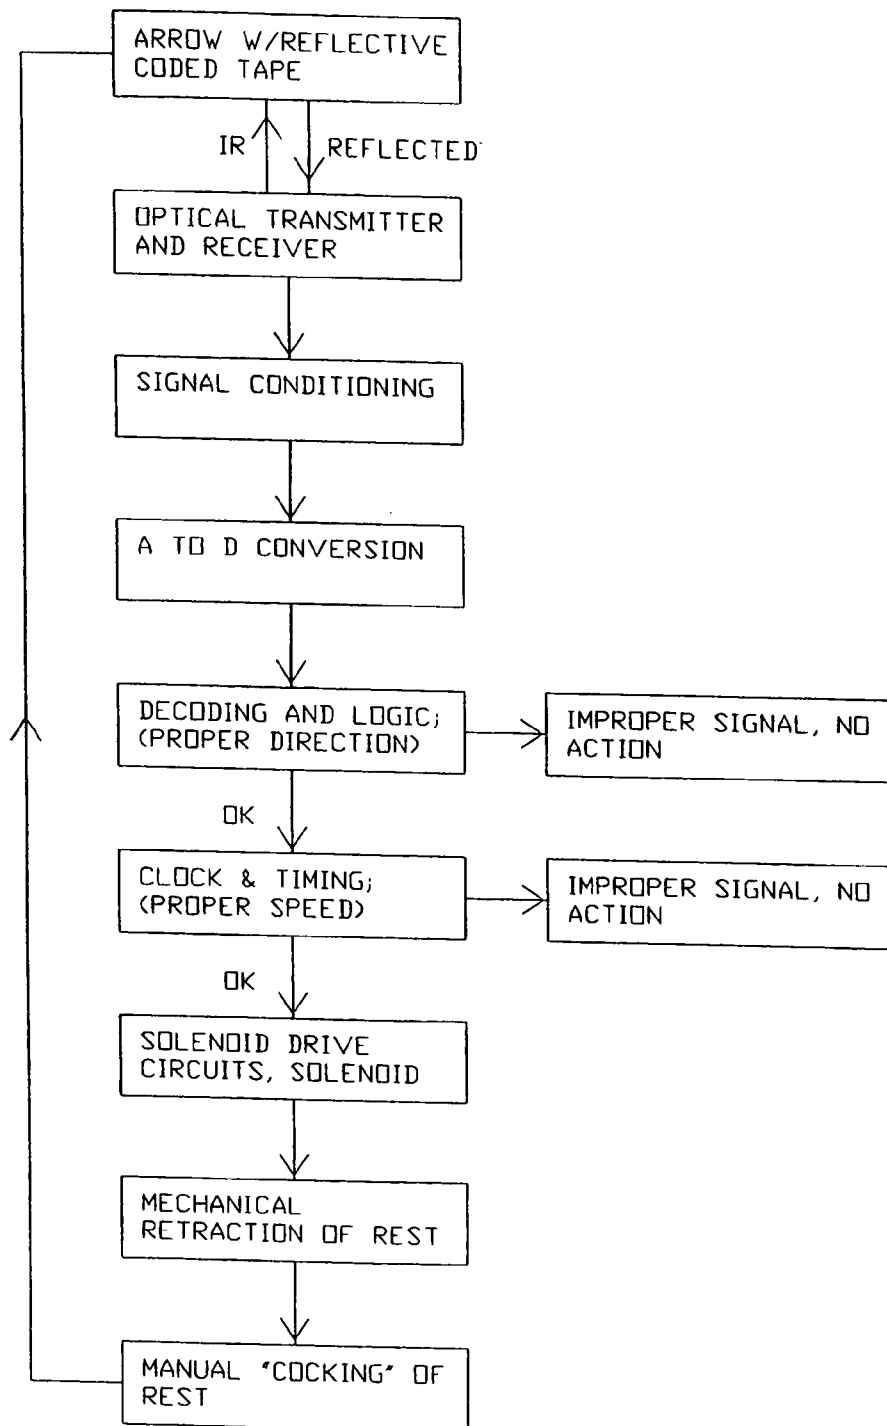 ARROW W/REFLECTIVE
CODED TAPE
IR
REFLECTED
OPTICAL TRANSMITTER
AND RECEIVER
SIGNAL CONDITIONING
A TO D CONVERSION
DECODING AND LOGIC;
(PROPER DIRECTION)
IMPROPER SIGNAL, NO
ACTION
OK
CLOCK & TIMING;
(PROPER SPEED)
IMPROPER SIGNAL, NO
ACTION
OK
SOLENOID DRIVE
CIRCUITS, SOLENOID
MECHANICAL
RETRACTION OF REST
MANUAL "COCKING" OF
REST